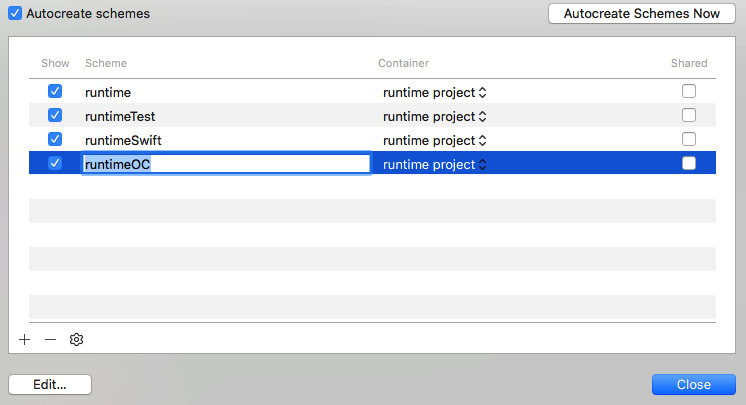 Autocreate schemes
Autocreate Schemes Now
Show Scheme Container Shared
runtime runtime project
runtimeTest runtime project
runtimeSwift runtime project
runtimeOC runtime project
Edit...
Close